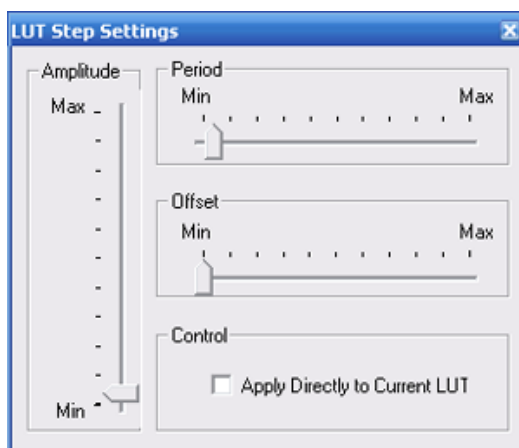 LUT Step Settings
Amplitude
Max
Min
Period
Min Max
Offset
Min Max
Control
Apply Directly to Current LUT